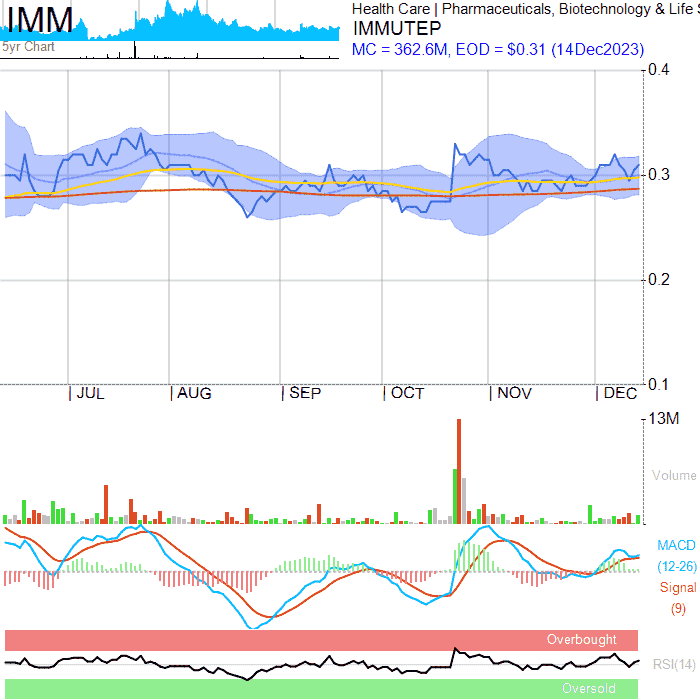 IMM
5yr Chart
Health Care | Pharmaceuticals, Biotechnology & Life
IMMUTEP
MC = 362.6M, EOD = $0.31 (14Dec2023)
0.4
0.3
0.2
0.1
JUL AUG SEP OCT NOV DEC
13M
Volume
MACD
(12-26)
Signal
(9)
Overbought
RSI(14)
Oversold